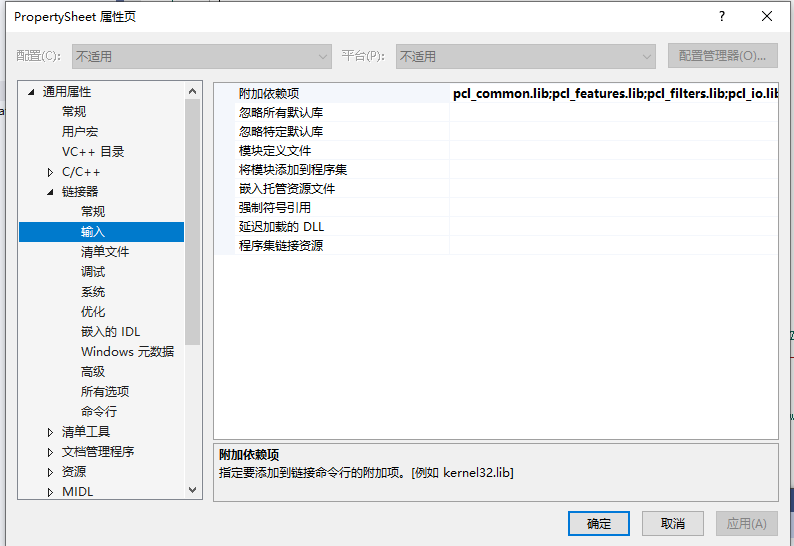 PropertySheet 属性页
配置(C): 不适用 平台(P): 不适用 配置管理器(O)...
通用属性
常规
用户宏
VC++ 目录
C/C++
链接器
常规
输入
清单文件
调试
系统
优化
嵌入的 IDL
Windows 元数据
高级
所有选项
命令行
清单工具
文档管理程序
资源
MIDL
附加依赖项 pcl_common.lib;pcl_features.lib;pcl_filters.lib;pcl_io.lib
忽略所有默认库
忽略特定默认库
模块定义文件
将模块添加到程序集
嵌入托管资源文件
强制符号引用
延迟加载的 DLL
程序集链接资源
附加依赖项
指定要添加到链接命令行的附加项。[例如 kernel32.lib]
确定 取消 应用(A)